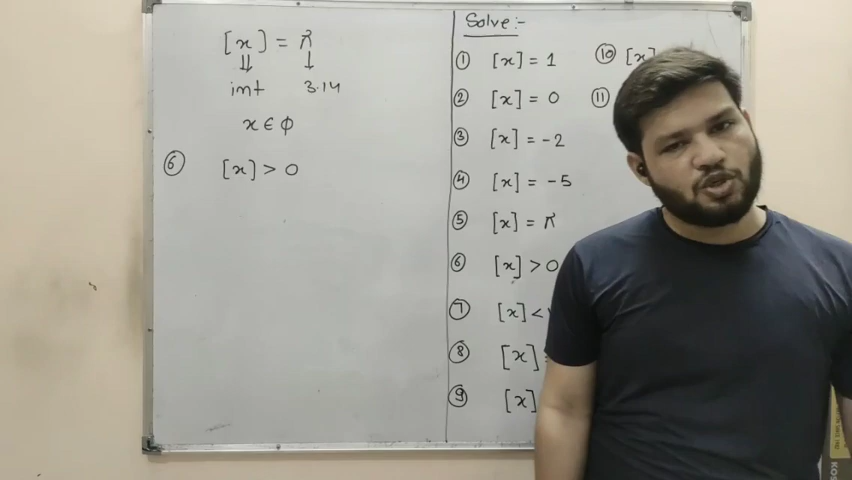 [x] = π
⇓ ↓
int 3.14
x ∈ ϕ
⑥ [x] > 0
Solve :-
① [x] = 1
② [x] = 0
③ [x] = -2
④ [x] = -5
⑤ [x] = π
⑥ [x] > 0
⑦ [x] <
⑧ [x]
⑨ [x]
⑩ [x]
⑪